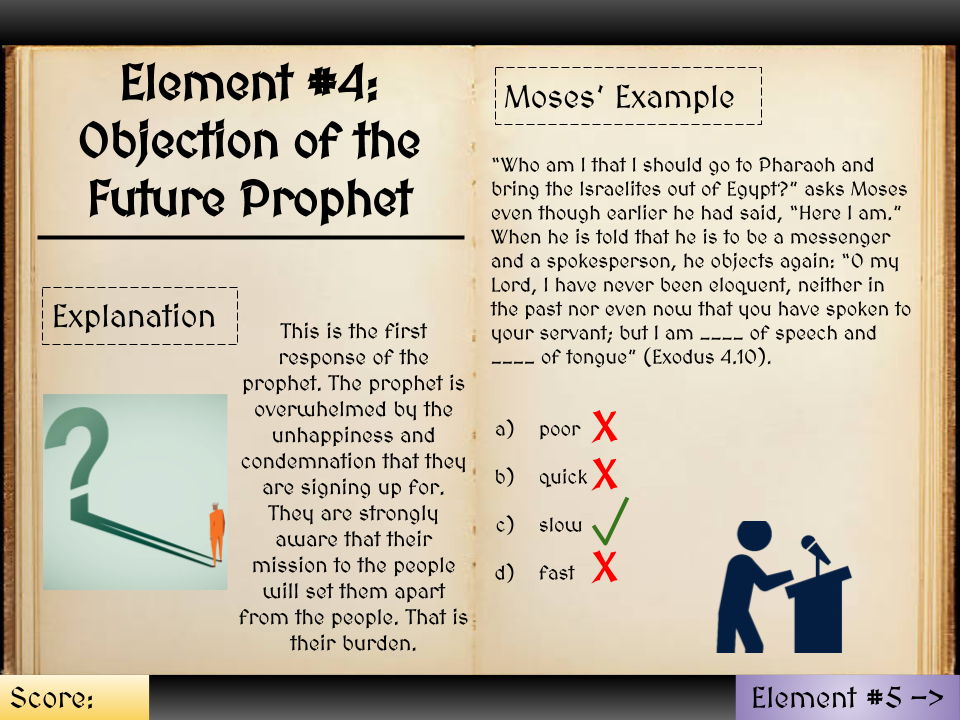 Element #4:
Objection of the
Future Prophet
Explanation
This is the first
response of the
prophet. The prophet is
overwhelmed by the
unhappiness and
condemnation that they
are signing up for.
They are strongly
aware that their
mission to the people
will set them apart
from the people. That is
their burden.
Moses’ Example
“Who am I that I should go to Pharaoh and
bring the Israelites out of Egypt?” asks Moses
even though earlier he had said, “Here I am.”
When he is told that he is to be a messenger
and a spokesperson, he objects again: “O my
Lord, I have never been eloquent, neither in
the past nor even now that you have spoken to
your servant; but I am ____ of speech and
____ of tongue” (Exodus 4.10).
a) poor X
b) quick X
c) slow ✓
d) fast X
Score:
Element #5 —>